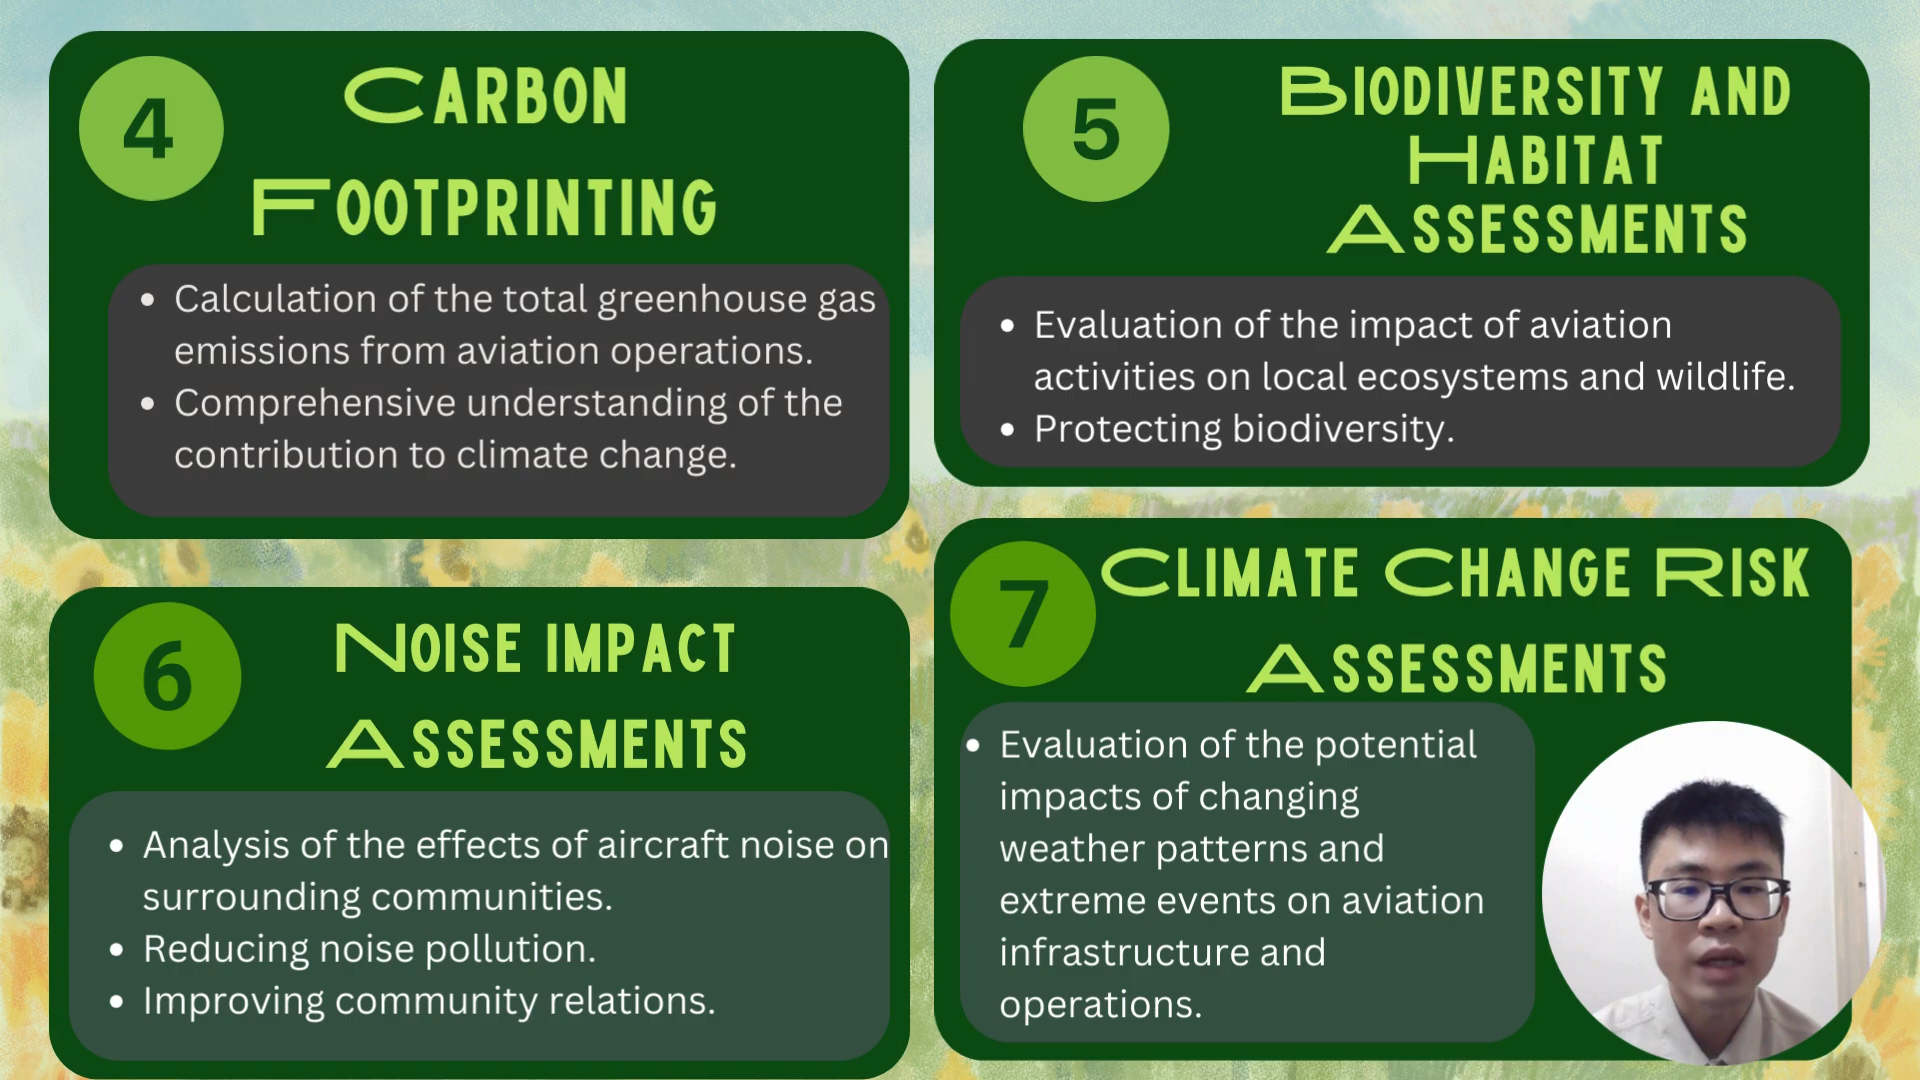 4
Carbon
Footprinting
• Calculation of the total greenhouse gas
emissions from aviation operations.
• Comprehensive understanding of the
contribution to climate change.
5
Biodiversity and
Habitat
Assessments
• Evaluation of the impact of aviation
activities on local ecosystems and wildlife.
• Protecting biodiversity.
6
Noise impact
Assessments
• Analysis of the effects of aircraft noise on
surrounding communities.
• Reducing noise pollution.
• Improving community relations.
7
Climate Change Risk
Assessments
• Evaluation of the potential
impacts of changing
weather patterns and
extreme events on aviation
infrastructure and
operations.